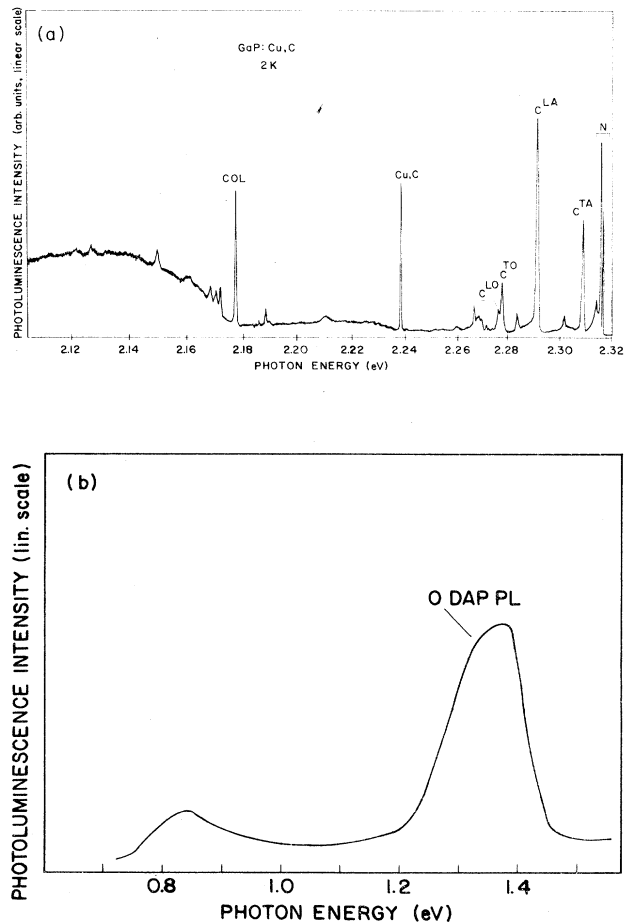 (a)
GaP: Cu,C
2 K
PHOTOLUMINESCENCE INTENSITY (arb. units, linear scale)
COL
Cu,C
C LO
C TO
C LA
C TA
N
2.12 2.14 2.16 2.18 2.20 2.22 2.24 2.26 2.28 2.30 2.32
PHOTON ENERGY (eV)
(b)
O DAP PL
PHOTOLUMINESCENCE INTENSITY (lin. scale)
0.8 1.0 1.2 1.4
PHOTON ENERGY (eV)